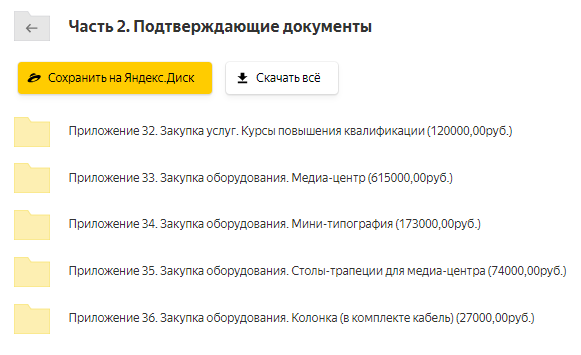 Часть 2. Подтверждающие документы
Сохранить на Яндекс.Диск
Скачать всё
Приложение 32. Закупка услуг. Курсы повышения квалификации (120000,00руб.)
Приложение 33. Закупка оборудования. Медиа-центр (615000,00руб.)
Приложение 34. Закупка оборудования. Мини-типография (173000,00руб.)
Приложение 35. Закупка оборудования. Столы-трапеции для медиа-центра (74000,00руб.)
Приложение 36. Закупка оборудования. Колонка (в комплекте кабель) (27000,00руб.)